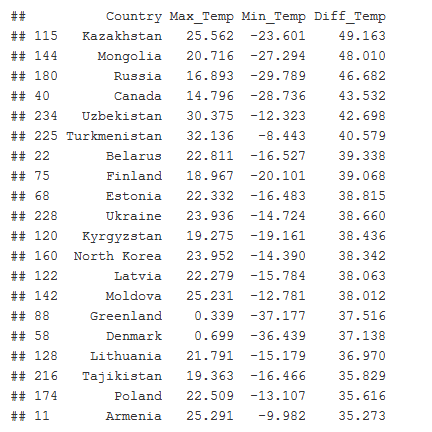 ##          Country Max_Temp Min_Temp Diff_Temp
## 115   Kazakhstan   25.562  -23.601    49.163
## 144     Mongolia   20.716  -27.294    48.010
## 180       Russia   16.893  -29.789    46.682
## 40        Canada   14.796  -28.736    43.532
## 234   Uzbekistan   30.375  -12.323    42.698
## 225 Turkmenistan   32.136   -8.443    40.579
## 22       Belarus   22.811  -16.527    39.338
## 75       Finland   18.967  -20.101    39.068
## 68       Estonia   22.332  -16.483    38.815
## 228      Ukraine   23.936  -14.724    38.660
## 120   Kyrgyzstan   19.275  -19.161    38.436
## 160  North Korea   23.952  -14.390    38.342
## 122       Latvia   22.279  -15.784    38.063
## 142      Moldova   25.231  -12.781    38.012
## 88     Greenland    0.339  -37.177    37.516
## 58       Denmark    0.699  -36.439    37.138
## 128    Lithuania   21.791  -15.179    36.970
## 216   Tajikistan   19.363  -16.466    35.829
## 174       Poland   22.509  -13.107    35.616
## 11       Armenia   25.291   -9.982    35.273